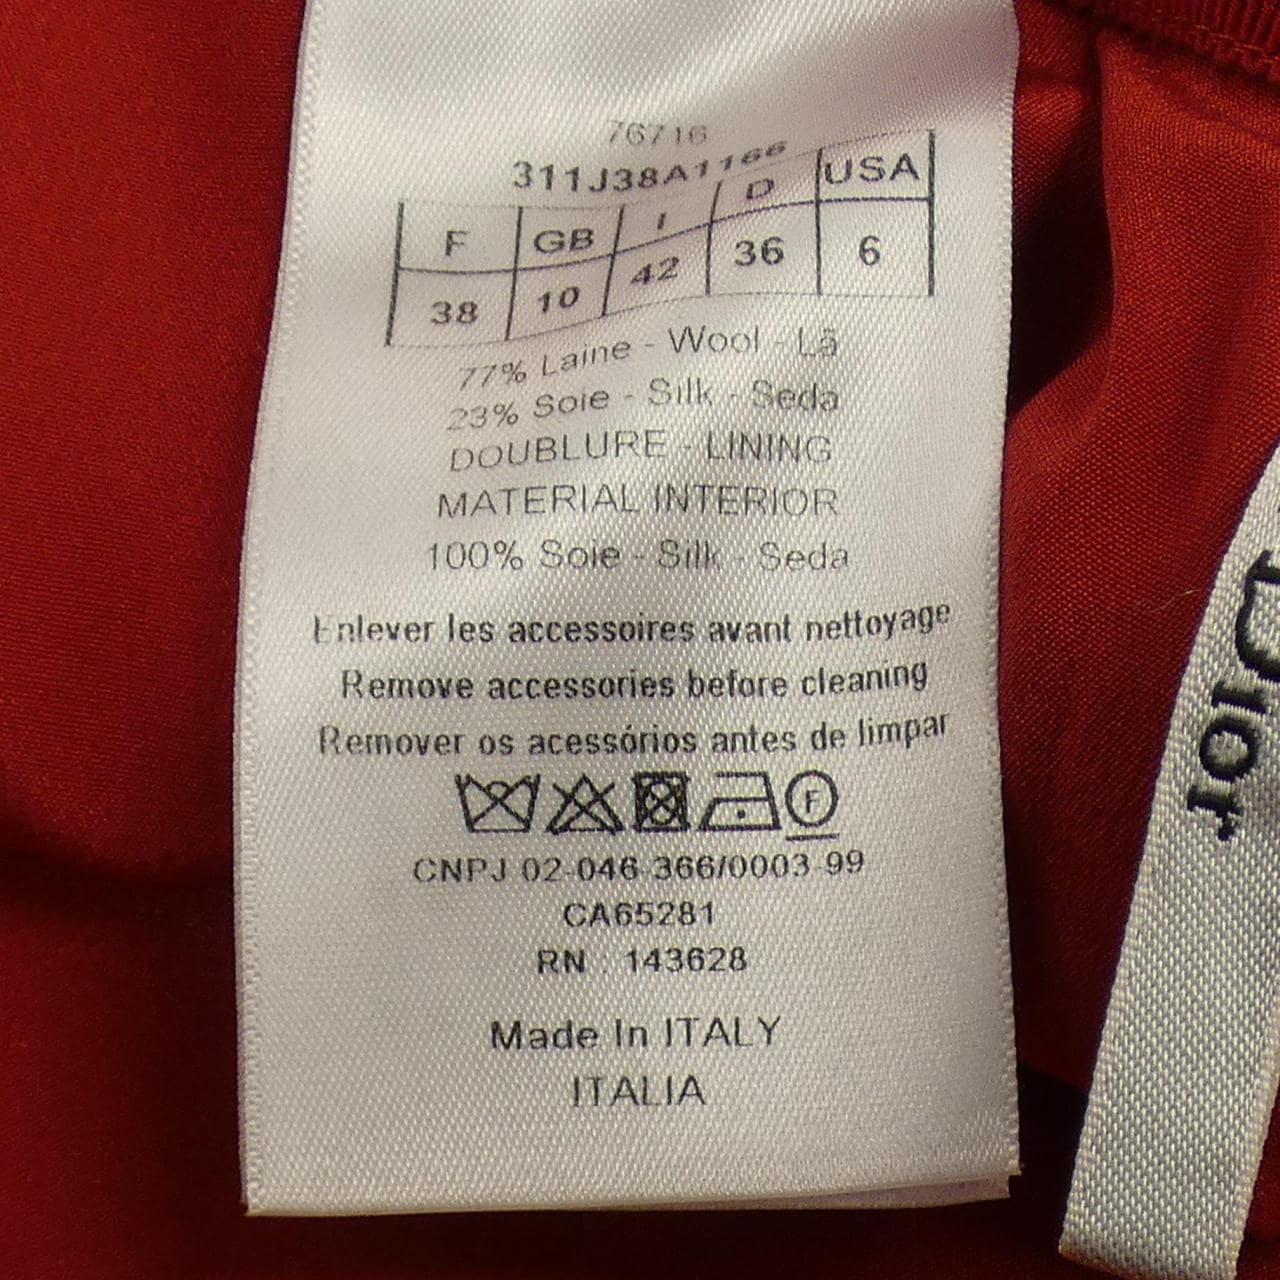 76716
311J38A1166
F GB I D USA
38 10 42 36 6
77% Laine - Wool - Lã
23% Soie - Silk - Seda
DOUBLURE - LINING
MATERIAL INTERIOR
100% Soie - Silk - Seda
Enlever les accessoires avant nettoyage
Remove accessories before cleaning
Remover os acessórios antes de limpar
F
CNPJ 02-046-366/0003-99
CA65281
RN : 143628
Made In ITALY
ITALIA
Dior